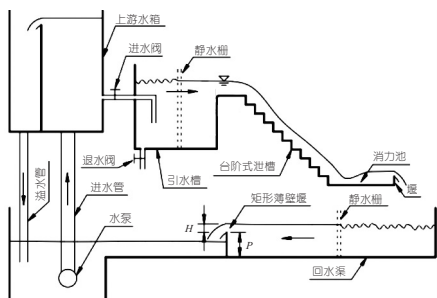 上游水箱
进水阀
静水栅
退水阀
引水槽
台阶式泄槽
消力池
堰
溢水管
进水管
水泵
矩形薄壁堰
静水栅
H
P
回水渠